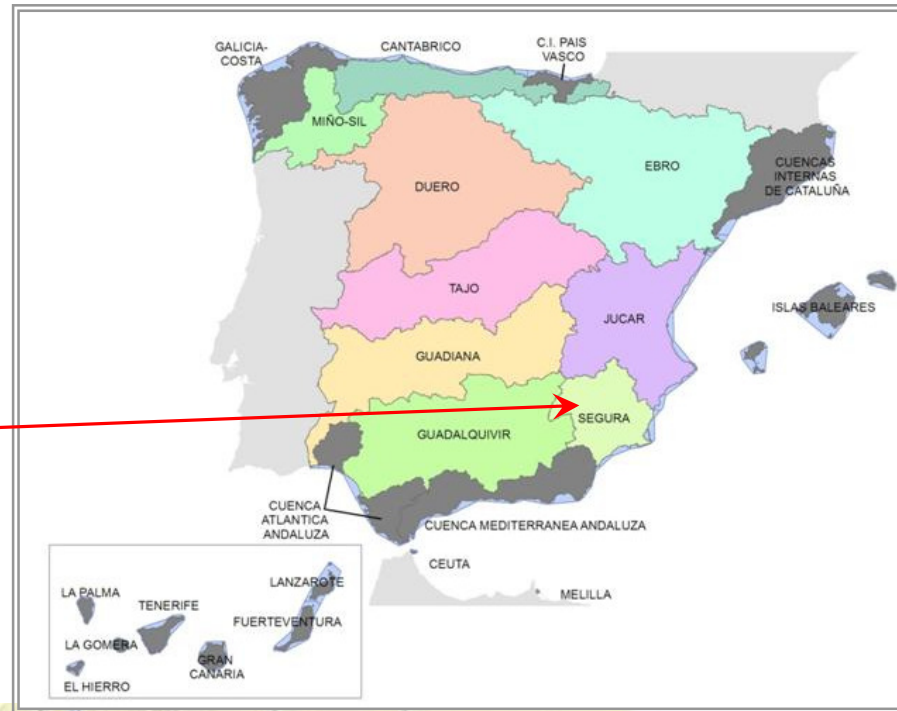 GALICIA-
COSTA
CANTABRICO
C.I. PAIS
VASCO
MIÑO-SIL
DUERO
EBRO
CUENCAS
INTERNAS
DE CATALUÑA
TAJO
JUCAR
ISLAS BALEARES
GUADIANA
SEGURA
GUADALQUIVIR
CUENCA
ATLANTICA
ANDALUZA
CUENCA MEDITERRANEA ANDALUZA
CEUTA
MELILLA
LA PALMA
TENERIFE
LANZAROTE
FUERTEVENTURA
LA GOMERA
GRAN
CANARIA
EL HIERRO